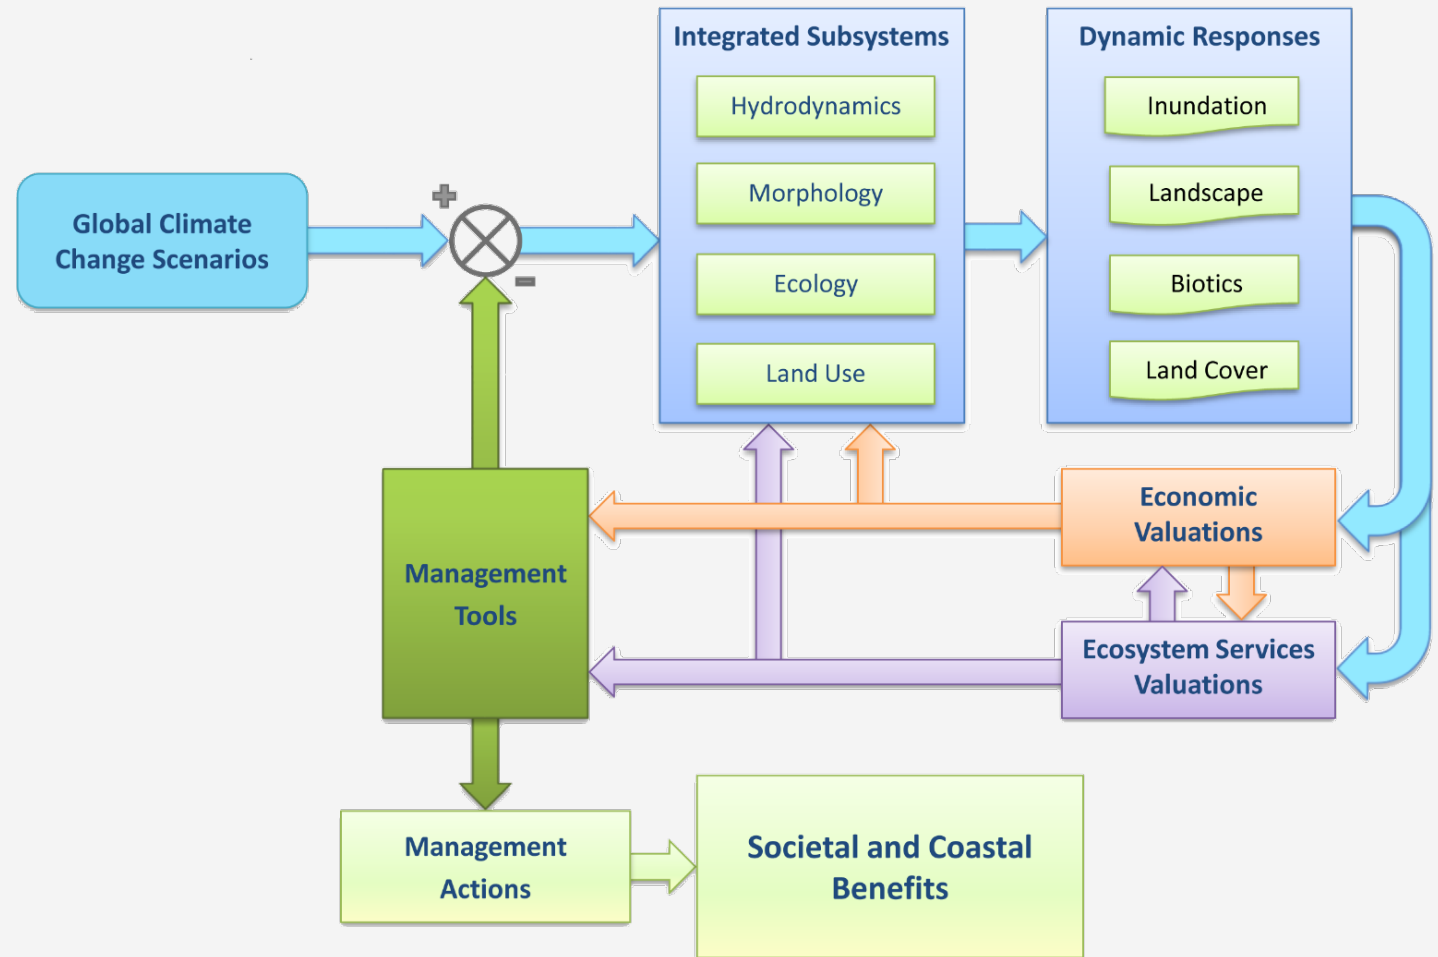 Integrated Subsystems
Hydrodynamics
Morphology
Ecology
Land Use
Dynamic Responses
Inundation
Landscape
Biotics
Land Cover
Global Climate
Change Scenarios
+
-
Economic
Valuations
Management
Tools
Ecosystem Services
Valuations
Management
Actions
Societal and Coastal
Benefits